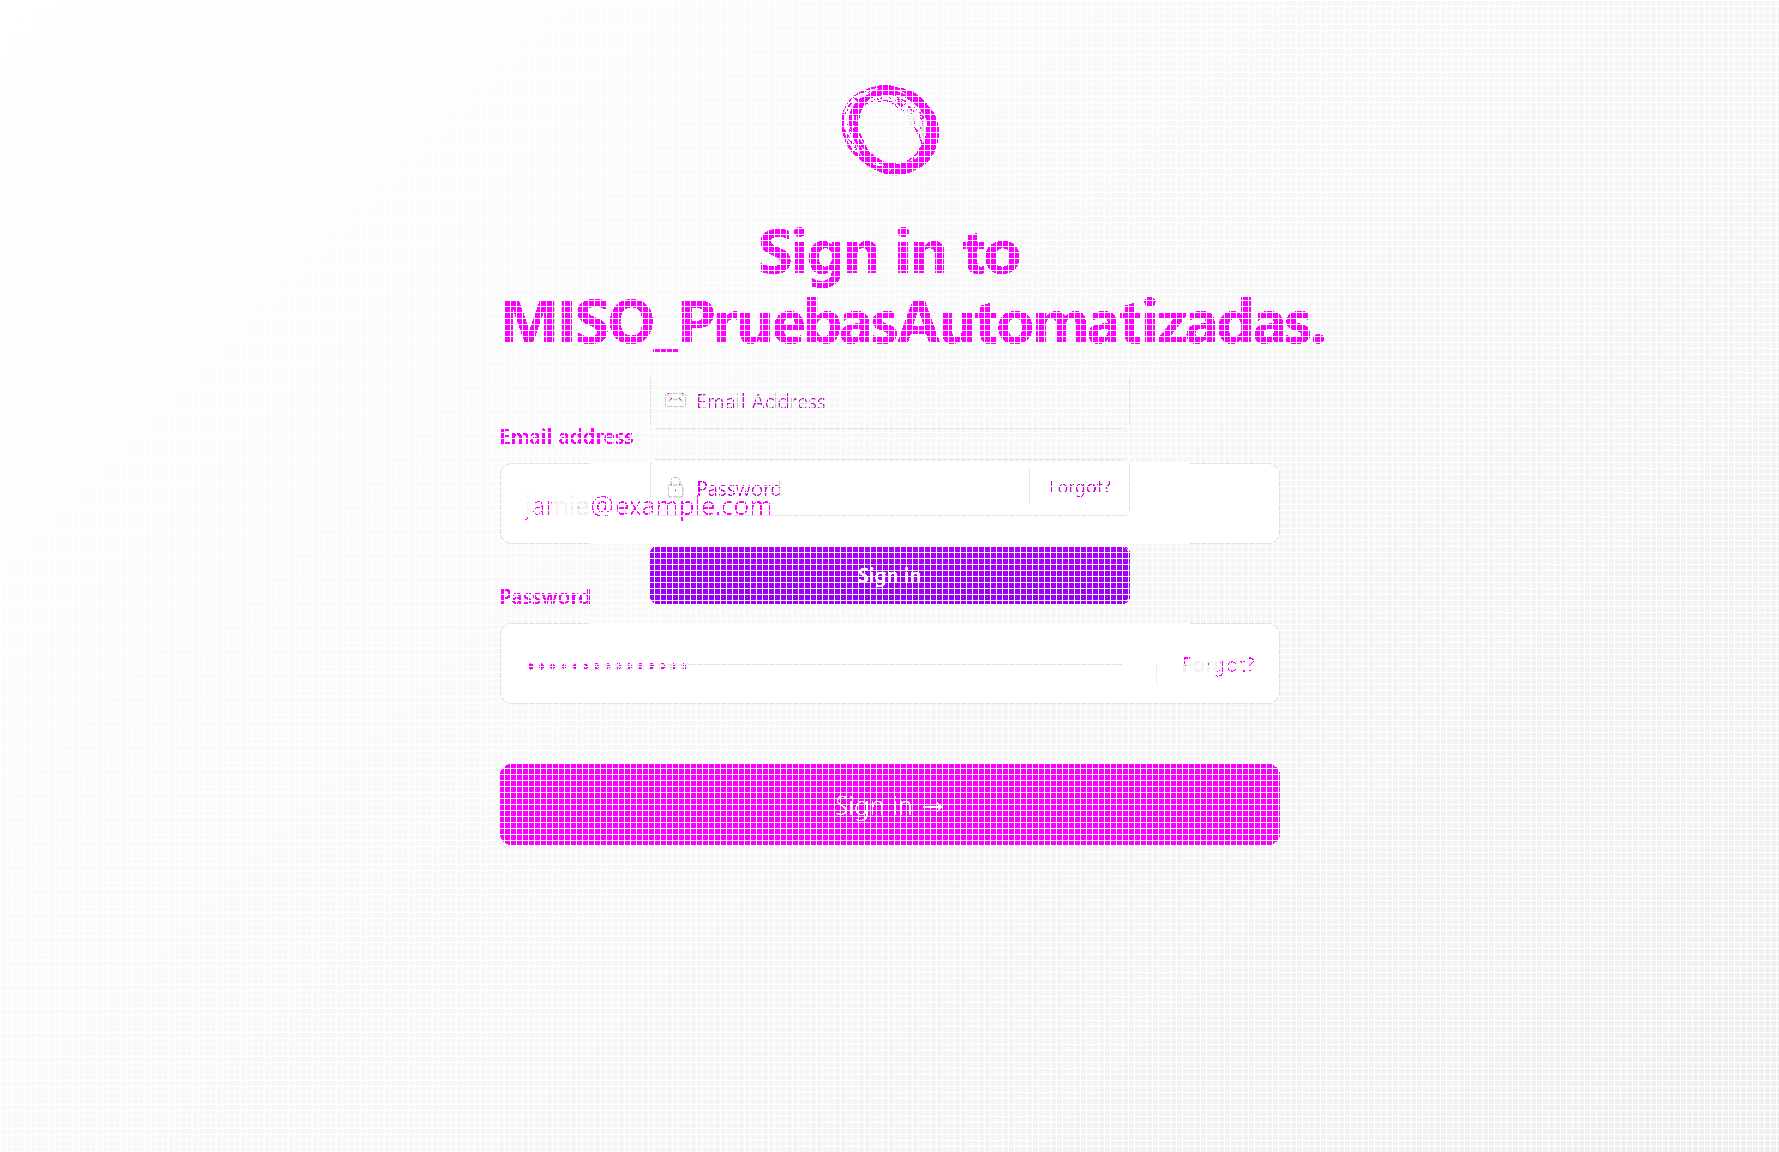 Sign in to
MISO_PruebasAutomatizadas.
Email Address
Email address
Password
Forgot?
jamie@example.com
Sign in
Password
Forgot?
Sign in →